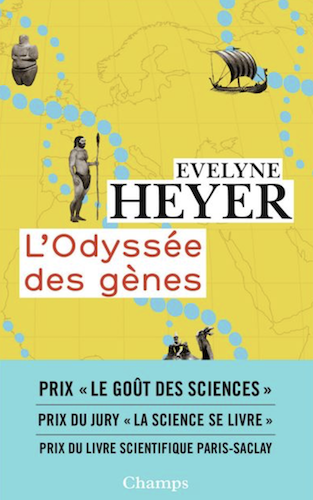 EVELYNE
HEYER
L'Odyssée
des gènes
PRIX « LE GOÛT DES SCIENCES »
PRIX DU JURY « LA SCIENCE SE LIVRE »
PRIX DU LIVRE SCIENTIFIQUE PARIS-SACLAY
Champs